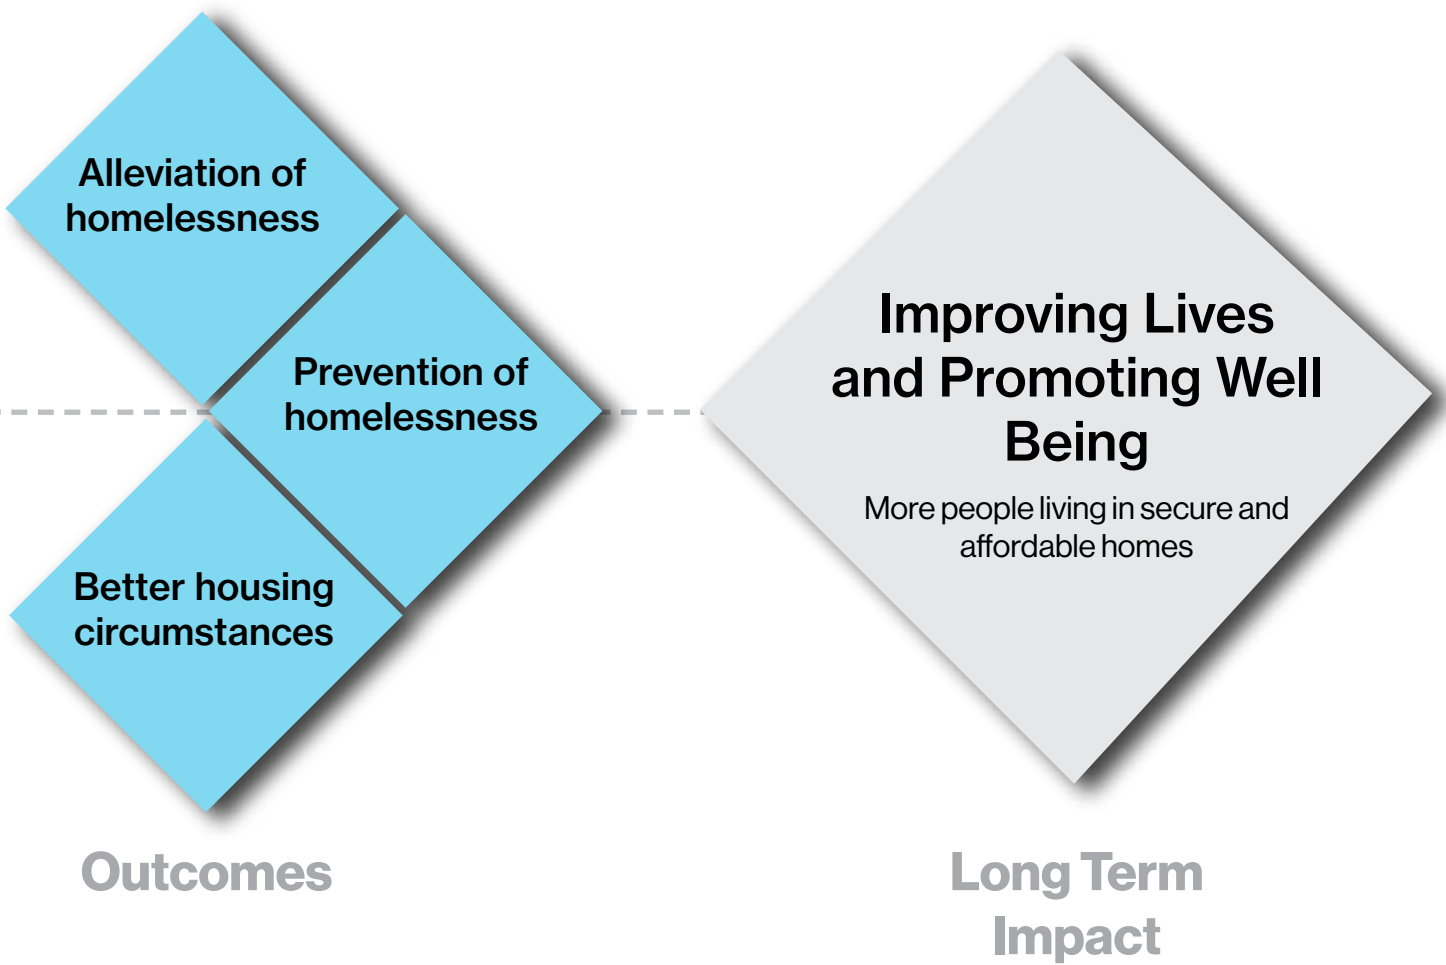 Alleviation of
homelessness
Prevention of
homelessness
Better housing
circumstances
Outcomes
Improving Lives
and Promoting Well
Being
More people living in secure and
affordable homes
Long Term
Impact